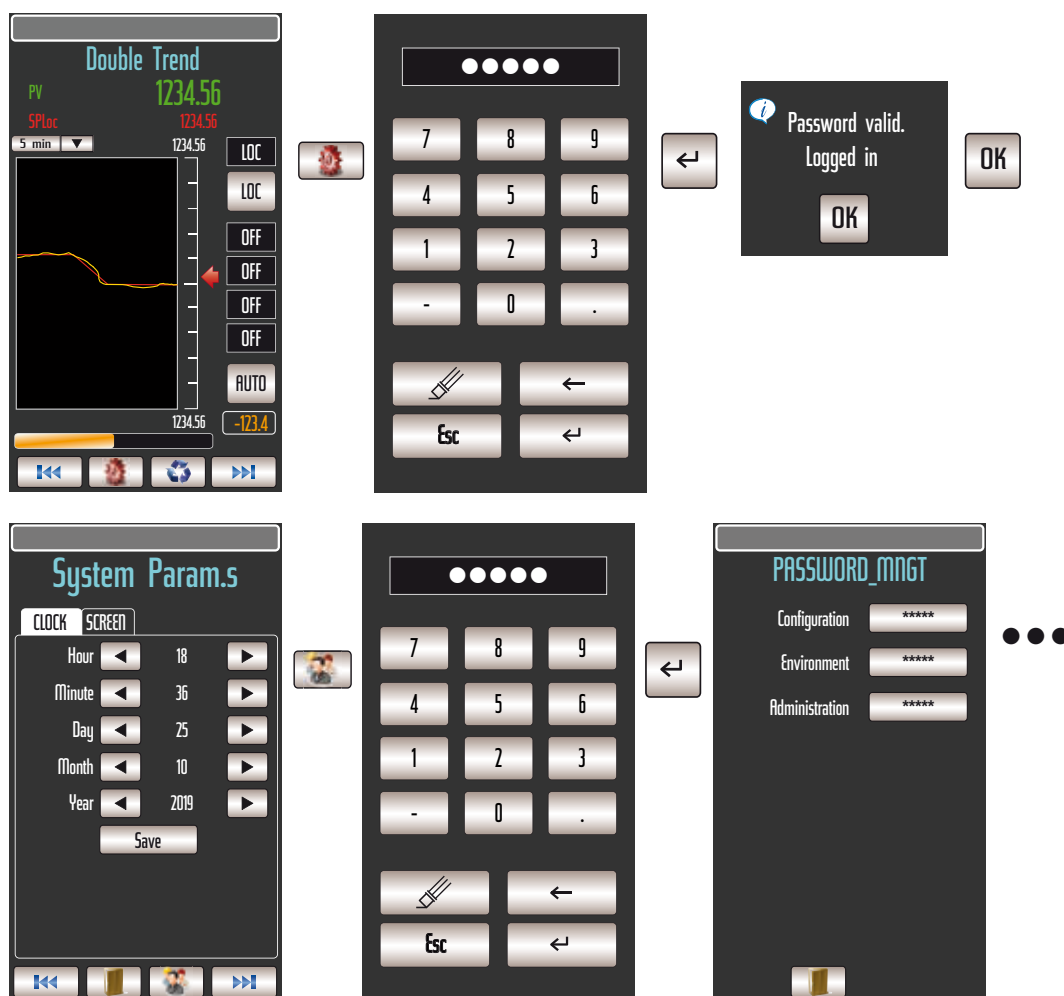 Double Trend
PV 1234.56
SPLoc 1234.56
5 min 1234.56
LOC
LOC
OFF
OFF
OFF
OFF
AUTO
1234.56 -123.4
7 8 9
4 5 6
1 2 3
- 0 .
Esc
Password valid.
Logged in
OK
OK
System Param.s
CLOCK SCREEN
Hour 18
Minute 36
Day 25
Month 10
Year 2019
Save
7 8 9
4 5 6
1 2 3
- 0 .
Esc
PASSWORD_MNGT
Configuration *****
Environment *****
Administration *****